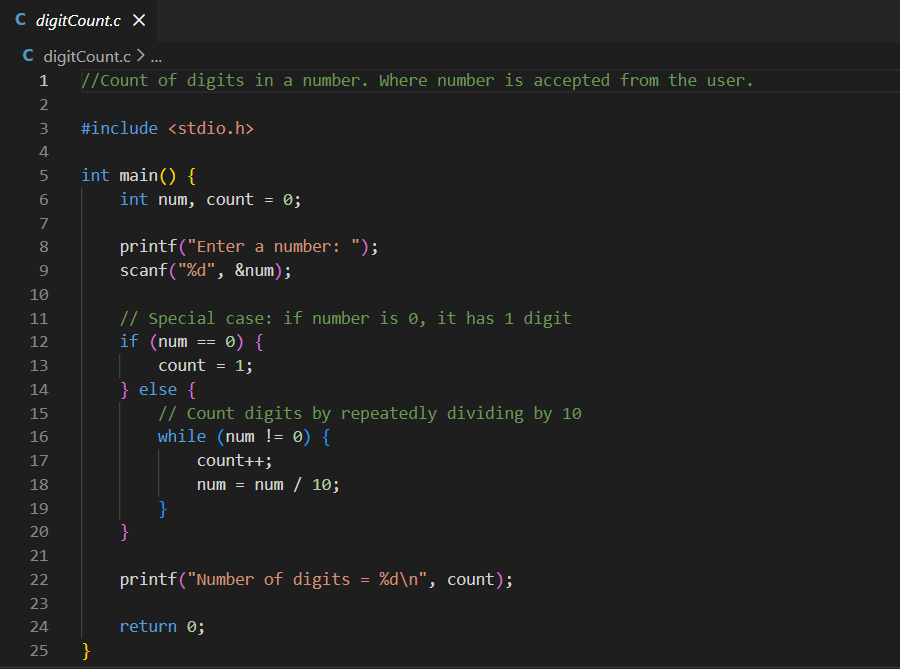 C digitCount.c ×
C digitCount.c > ...
1 //Count of digits in a number. Where number is accepted from the user.
2
3 #include <stdio.h>
4
5 int main() {
6     int num, count = 0;
7
8     printf("Enter a number: ");
9     scanf("%d", &num);
10
11     // Special case: if number is 0, it has 1 digit
12     if (num == 0) {
13         count = 1;
14     } else {
15         // Count digits by repeatedly dividing by 10
16         while (num != 0) {
17             count++;
18             num = num / 10;
19         }
20     }
21
22     printf("Number of digits = %d\n", count);
23
24     return 0;
25 }